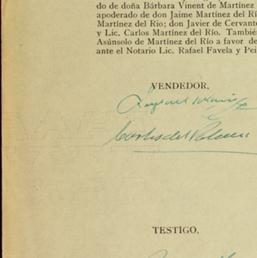 do de doña Bárbara Vinent de Martínez
apoderado de don Jaime Martínez del Rí
Martínez del Río; don Javier de Cervante
y Lic. Carlos Martínez del Río. Tambié
Asúnsolo de Martínez del Río a favor de
ante el Notario Lic. Rafael Favela y Pei
VENDEDOR,
TESTIGO,